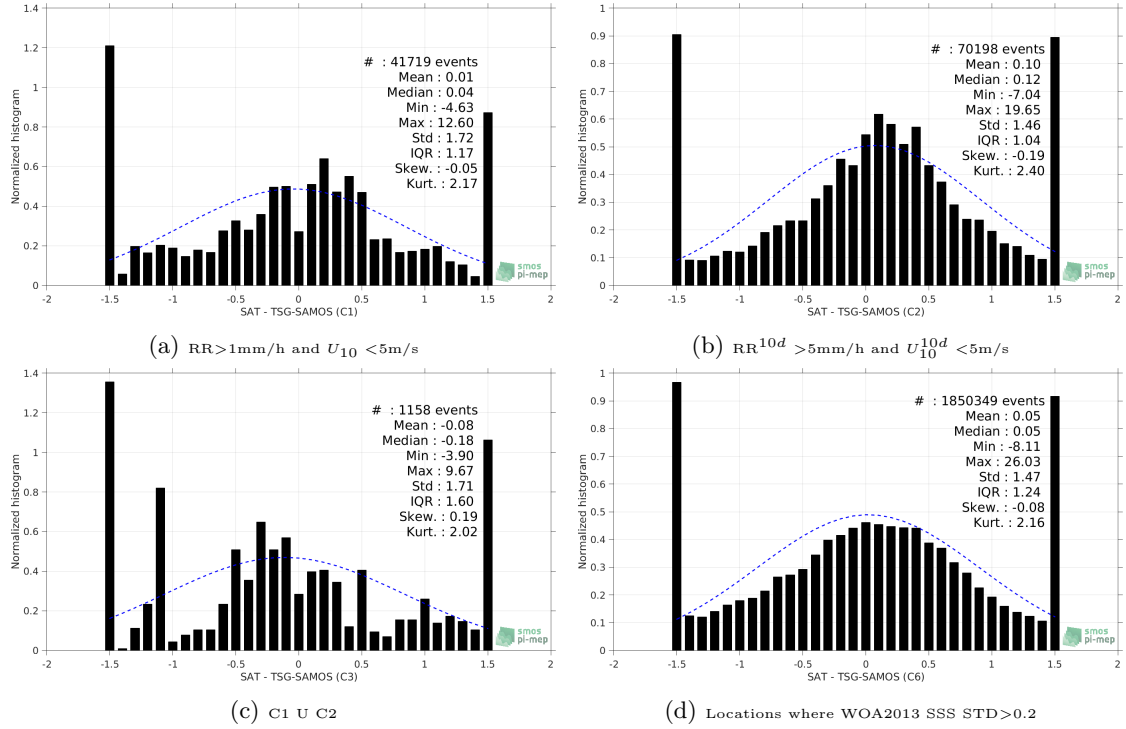 1.4
1.2
1
0.8
0.6
0.4
0.2
0
Normalized histogram
# : 41719 events
Mean : 0.01
Median : 0.04
Min : -4.63
Max : 12.60
Std : 1.72
IQR : 1.17
Skew. : -0.05
Kurt. : 2.17
smos
pi-mep
-2 -1.5 -1 -0.5 0 0.5 1 1.5 2
SAT - TSG-SAMOS (C1)
(a) RR>1mm/h and U10 <5m/s
1
0.9
0.8
0.7
0.6
0.5
0.4
0.3
0.2
0.1
0
Normalized histogram
# : 70198 events
Mean : 0.10
Median : 0.12
Min : -7.04
Max : 19.65
Std : 1.46
IQR : 1.04
Skew. : -0.19
Kurt. : 2.40
smos
pi-mep
-2 -1.5 -1 -0.5 0 0.5 1 1.5 2
SAT - TSG-SAMOS (C2)
(b) RR10d >5mm/h and U10 10d <5m/s
1.4
1.2
1
0.8
0.6
0.4
0.2
0
Normalized histogram
# : 1158 events
Mean : -0.08
Median : -0.18
Min : -3.90
Max : 9.67
Std : 1.71
IQR : 1.60
Skew. : 0.19
Kurt. : 2.02
smos
pi-mep
-2 -1.5 -1 -0.5 0 0.5 1 1.5 2
SAT - TSG-SAMOS (C3)
(c) C1 U C2
1
0.9
0.8
0.7
0.6
0.5
0.4
0.3
0.2
0.1
0
Normalized histogram
# : 1850349 events
Mean : 0.05
Median : 0.05
Min : -8.11
Max : 26.03
Std : 1.47
IQR : 1.24
Skew. : -0.08
Kurt. : 2.16
smos
pi-mep
-2 -1.5 -1 -0.5 0 0.5 1 1.5 2
SAT - TSG-SAMOS (C6)
(d) Locations where WOA2013 SSS STD>0.2